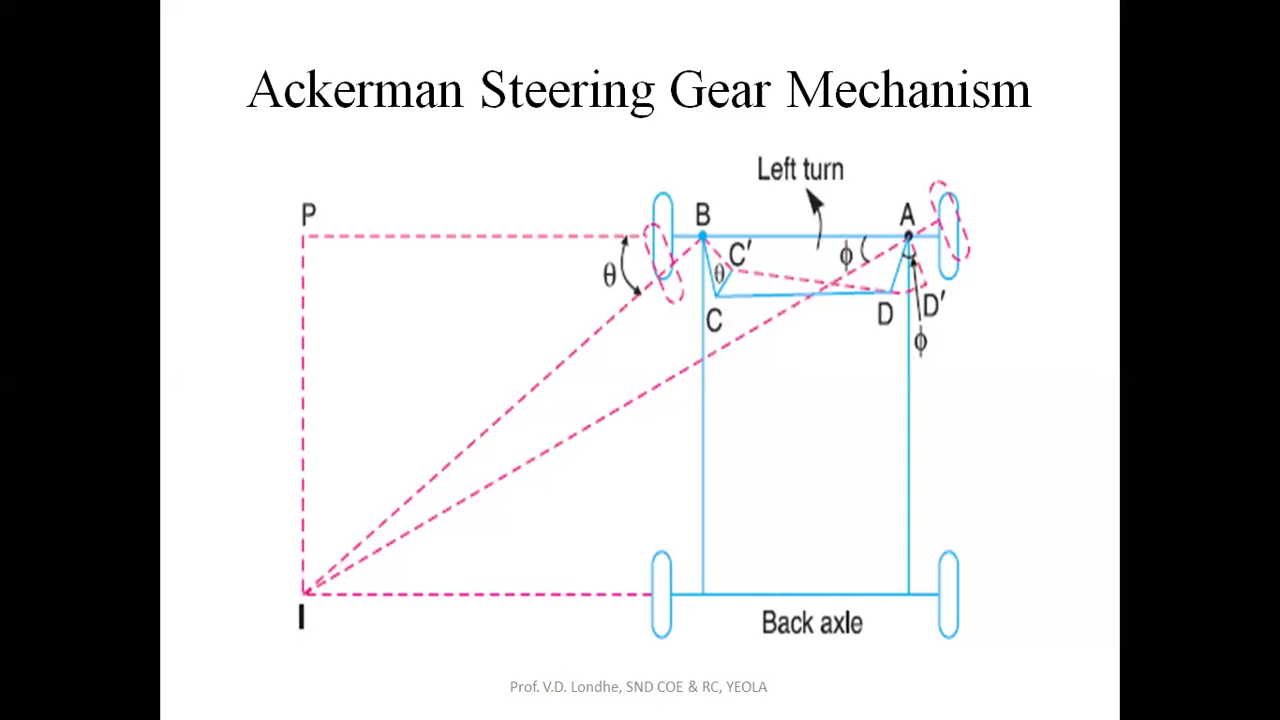 Ackerman Steering Gear Mechanism
Left turn
P
B
A
C′
ϕ
θ
θ
C
D
D′
ϕ
I
Back axle
Prof. V.D. Londhe, SND COE & RC, YEOLA